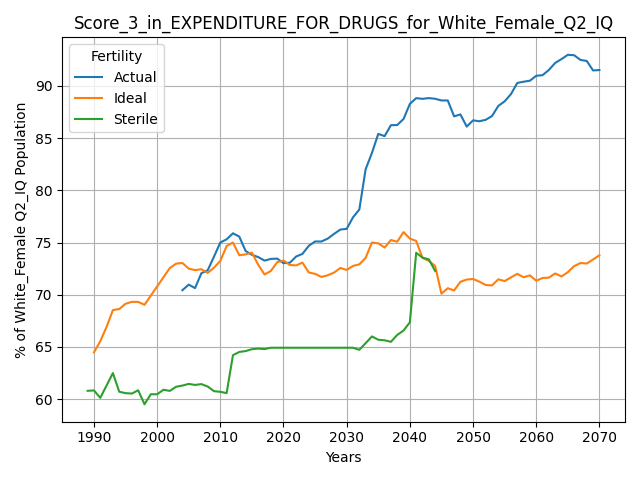 Score_3_in_EXPENDITURE_FOR_DRUGS_for_White_Female_Q2_IQ
Fertility
Actual
Ideal
Sterile
% of White_Female Q2_IQ Population
90
85
80
75
70
65
60
1990
2000
2010
2020
2030
2040
2050
2060
2070
Years